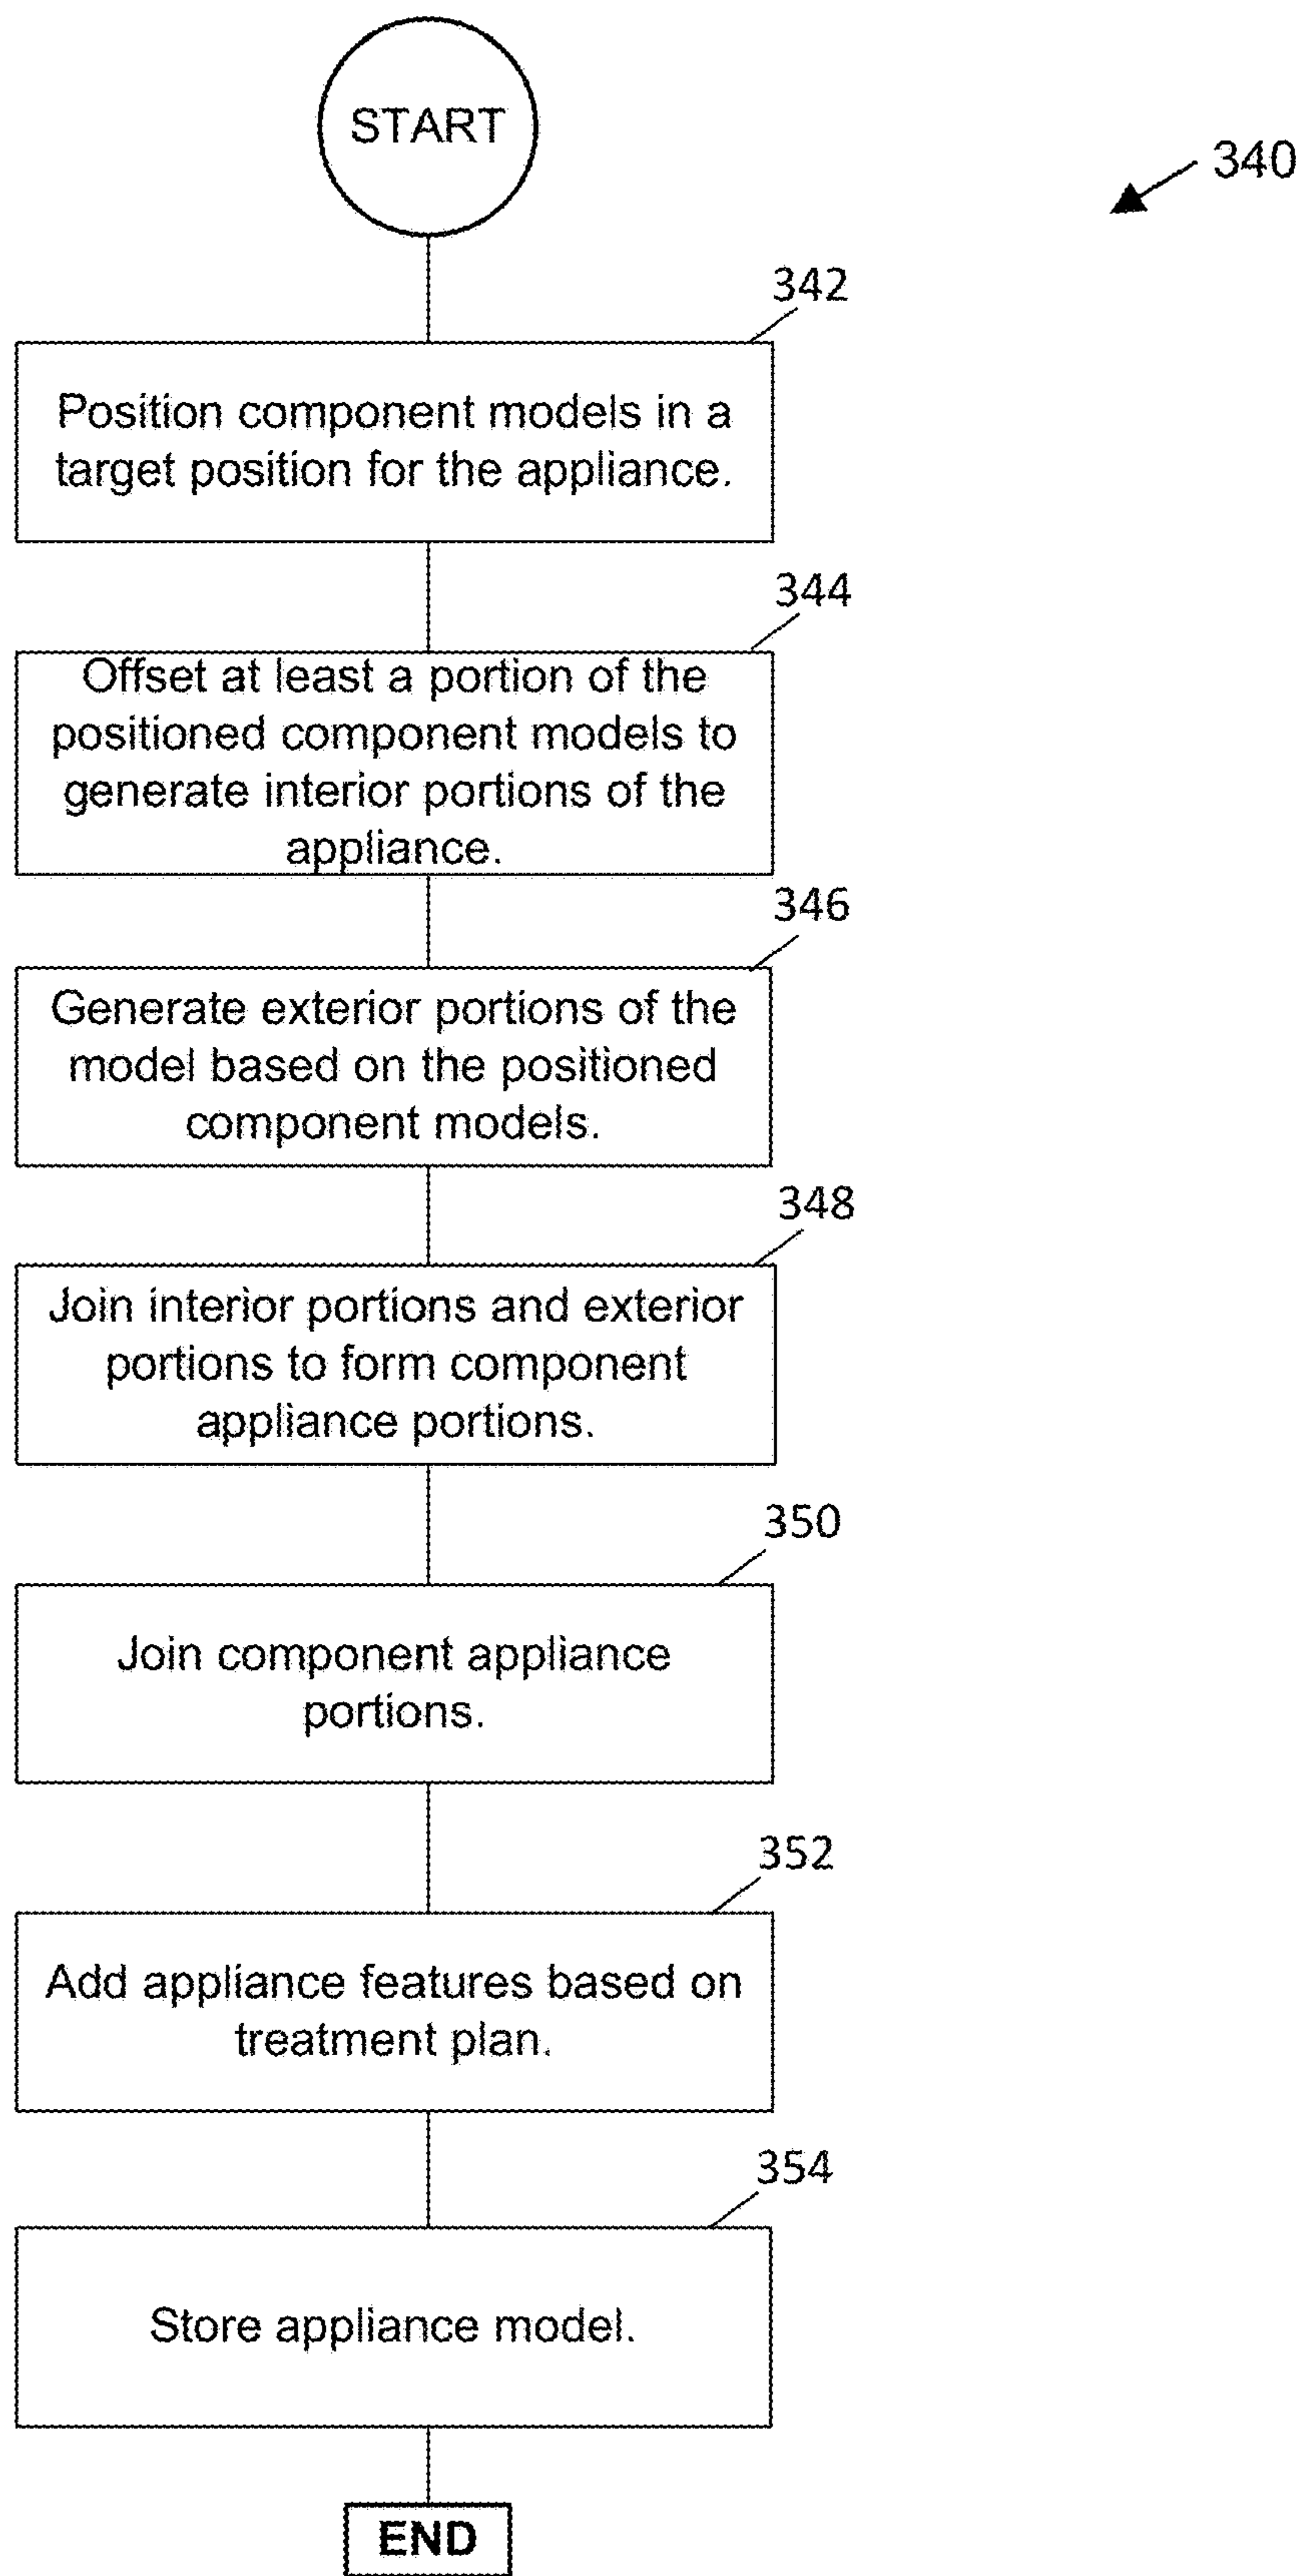 START
340
342
Position component models in a
target position for the appliance.
344
Offset at least a portion of the
positioned component models to
generate interior portions of the
appliance.
346
Generate exterior portions of the
model based on the positioned
component models.
348
Join interior portions and exterior
portions to form component
appliance portions.
350
Join component appliance
portions.
352
Add appliance features based on
treatment plan.
354
Store appliance model.
END